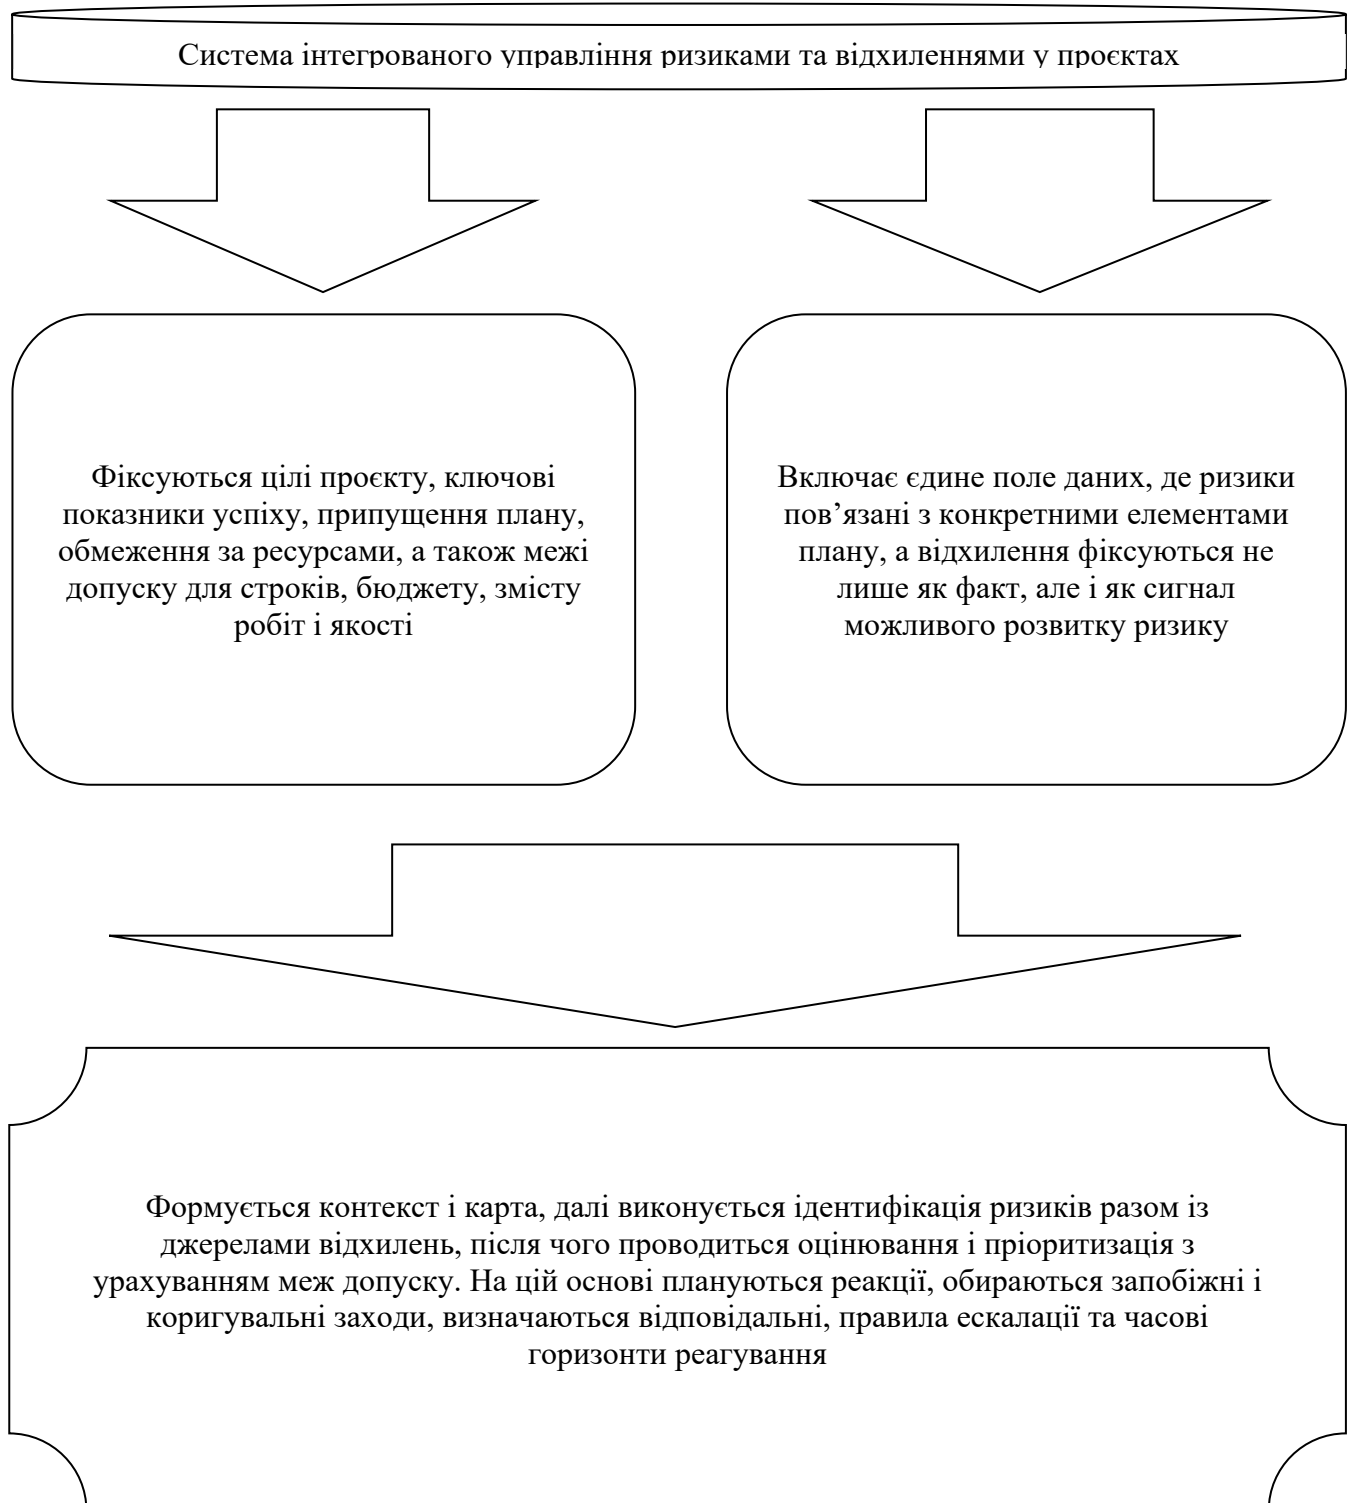 Система інтегрованого управління ризиками та відхиленнями у проєктах
Фіксуються цілі проєкту, ключові
показники успіху, припущення плану,
обмеження за ресурсами, а також межі
допуску для строків, бюджету, змісту
робіт і якості
Включає єдине поле даних, де ризики
пов’язані з конкретними елементами
плану, а відхилення фіксуються не
лише як факт, але і як сигнал
можливого розвитку ризику
Формується контекст і карта, далі виконується ідентифікація ризиків разом із
джерелами відхилень, після чого проводиться оцінювання і пріоритизація з
урахуванням меж допуску. На цій основі плануються реакції, обираються запобіжні і
коригувальні заходи, визначаються відповідальні, правила ескалації та часові
горизонти реагування